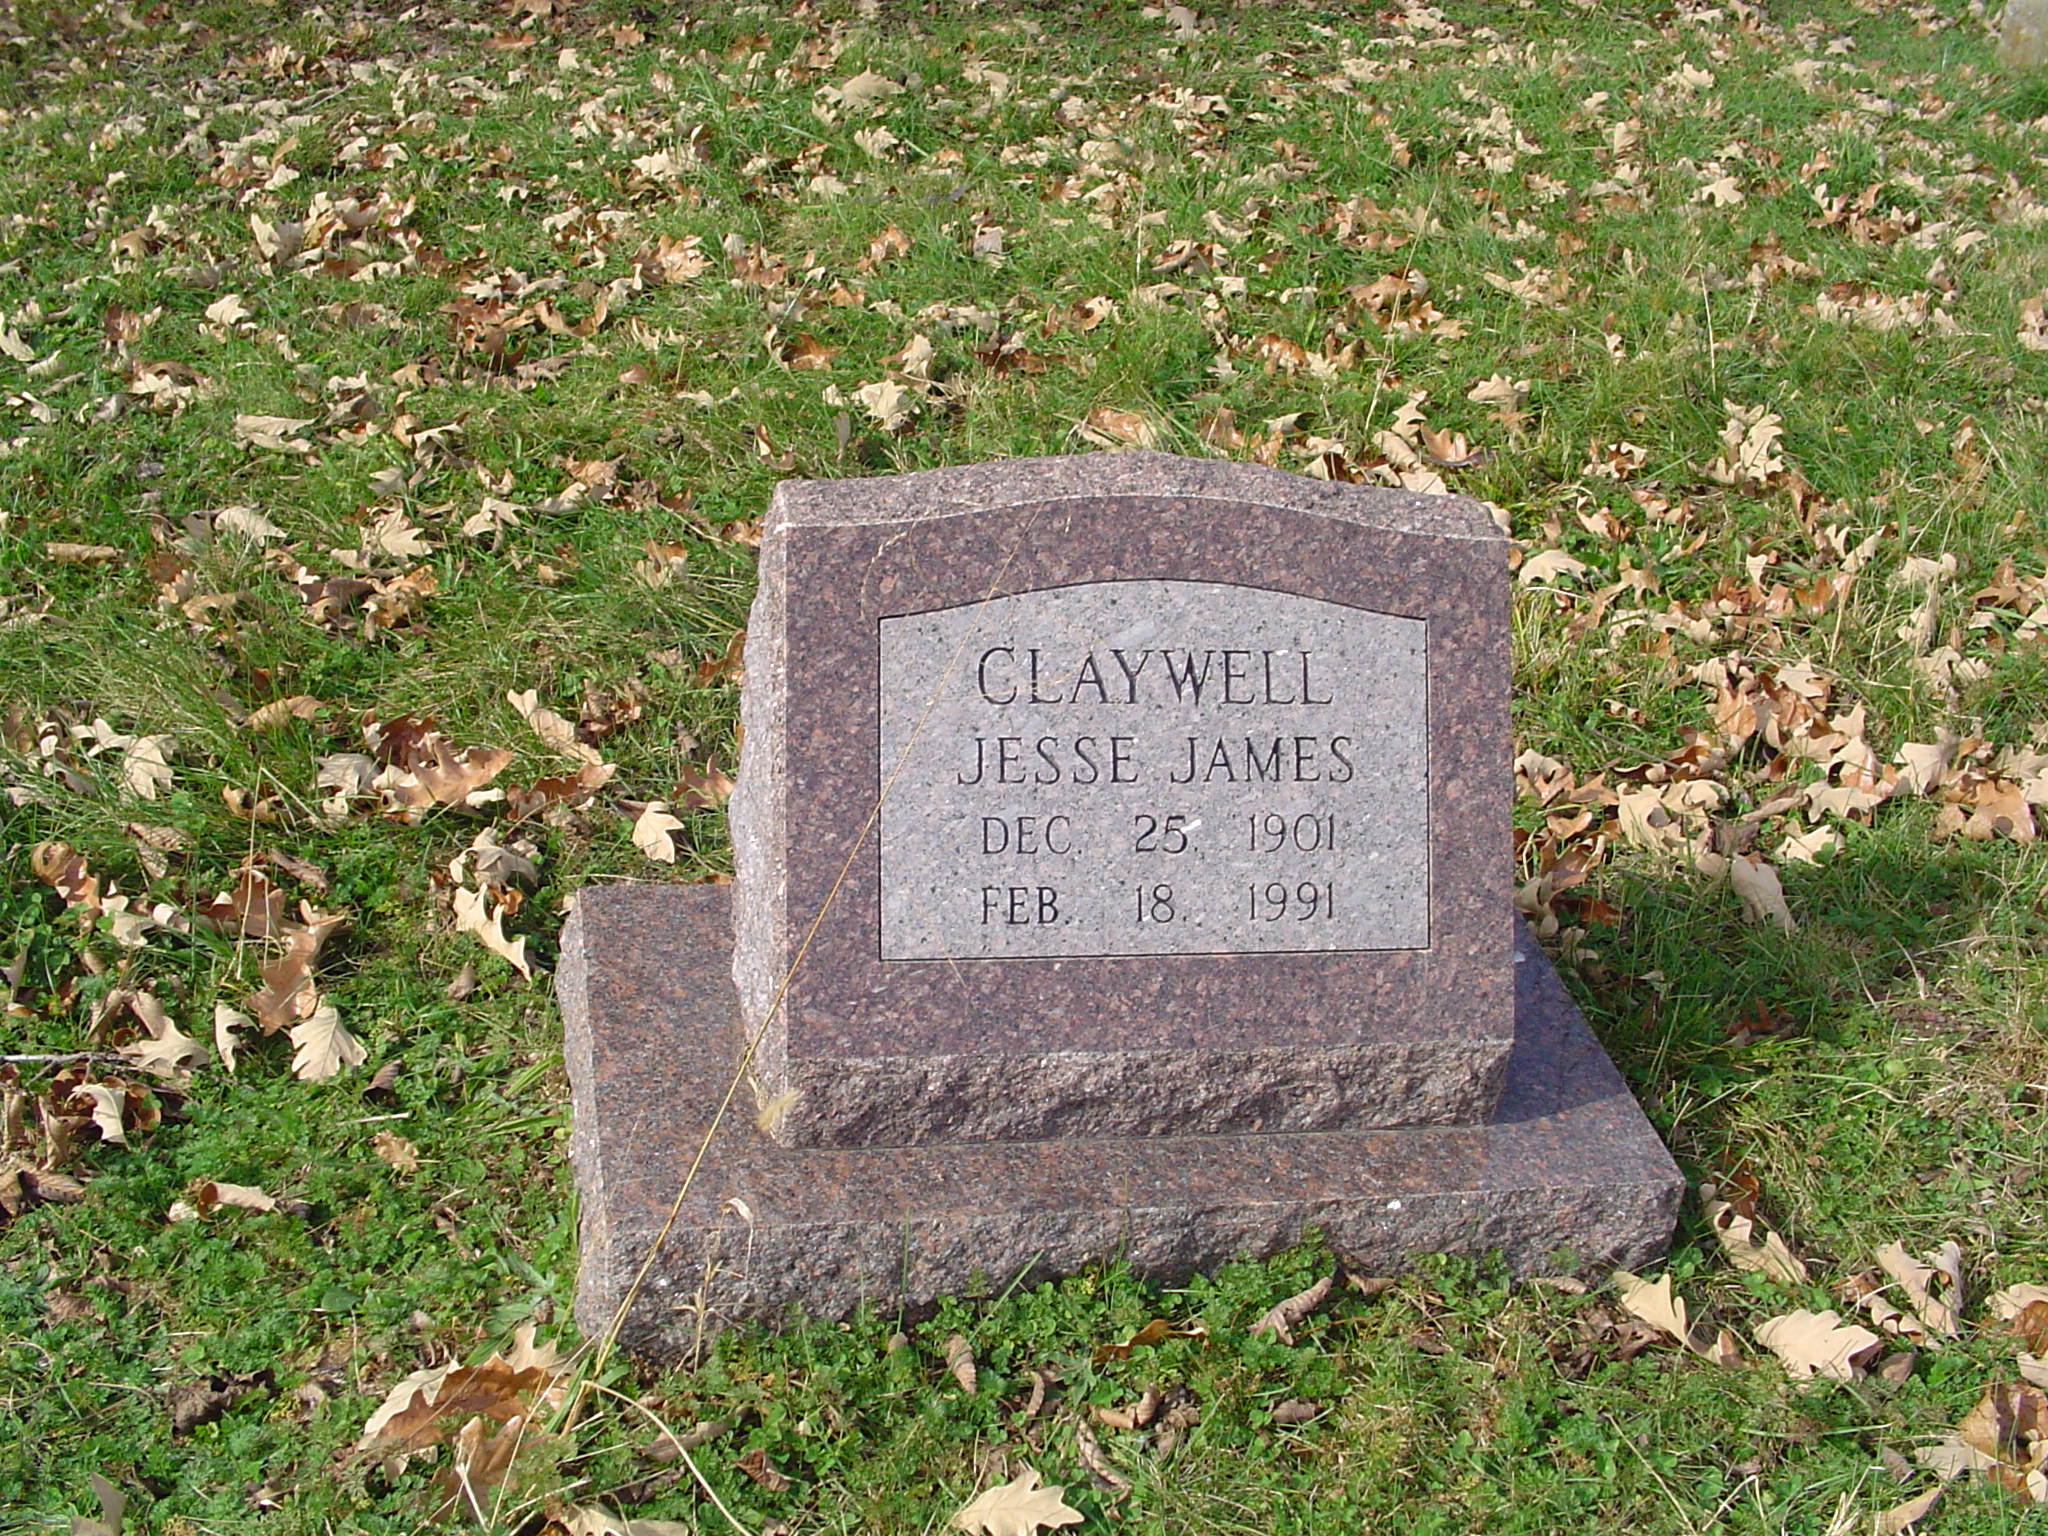 CLAYWELL
JESSE JAMES
DEC. 25. 1901
FEB. 18. 1991